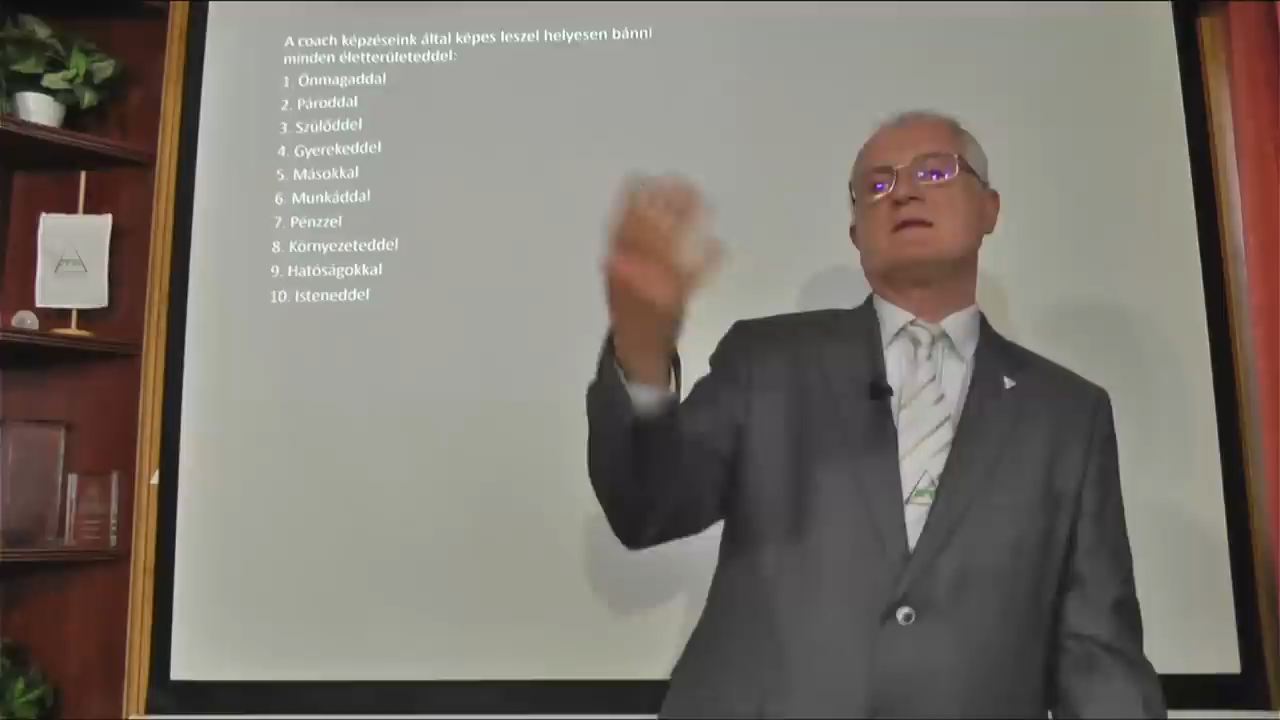 A coach képzéseink által képes leszel helyesen bánni
minden életterületeddel:
1. Önmagaddal
2. Pároddal
3. Szülőddel
4. Gyerekeddel
5. Másokkal
6. Munkáddal
7. Pénzzel
8. Környezeteddel
9. Hatóságokkal
10. Isteneddel